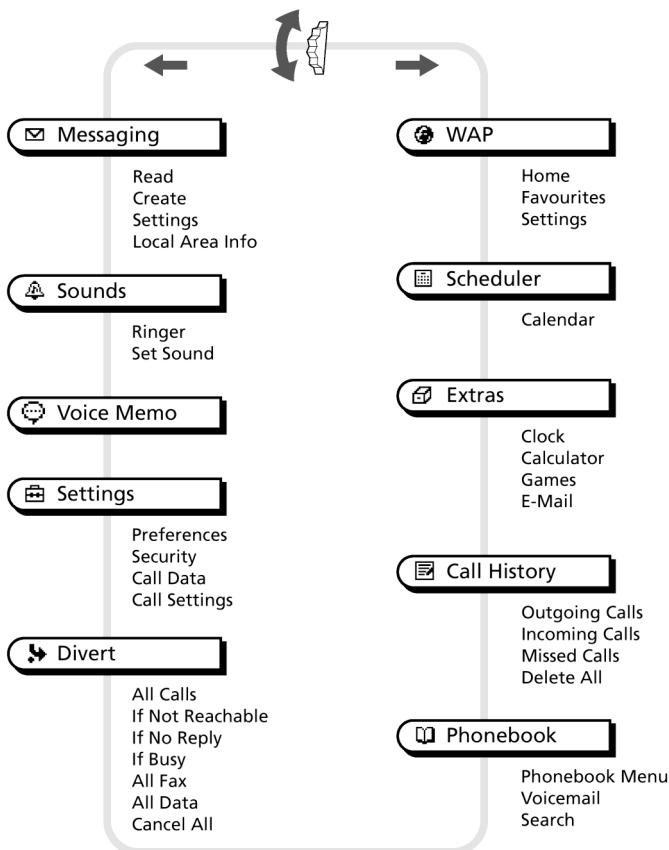 Messaging
Read
Create
Settings
Local Area Info
Sounds
Ringer
Set Sound
Voice Memo
Settings
Preferences
Security
Call Data
Call Settings
Divert
All Calls
If Not Reachable
If No Reply
If Busy
All Fax
All Data
Cancel All
WAP
Home
Favourites
Settings
Scheduler
Calendar
Extras
Clock
Calculator
Games
E-Mail
Call History
Outgoing Calls
Incoming Calls
Missed Calls
Delete All
Phonebook
Phonebook Menu
Voicemail
Search